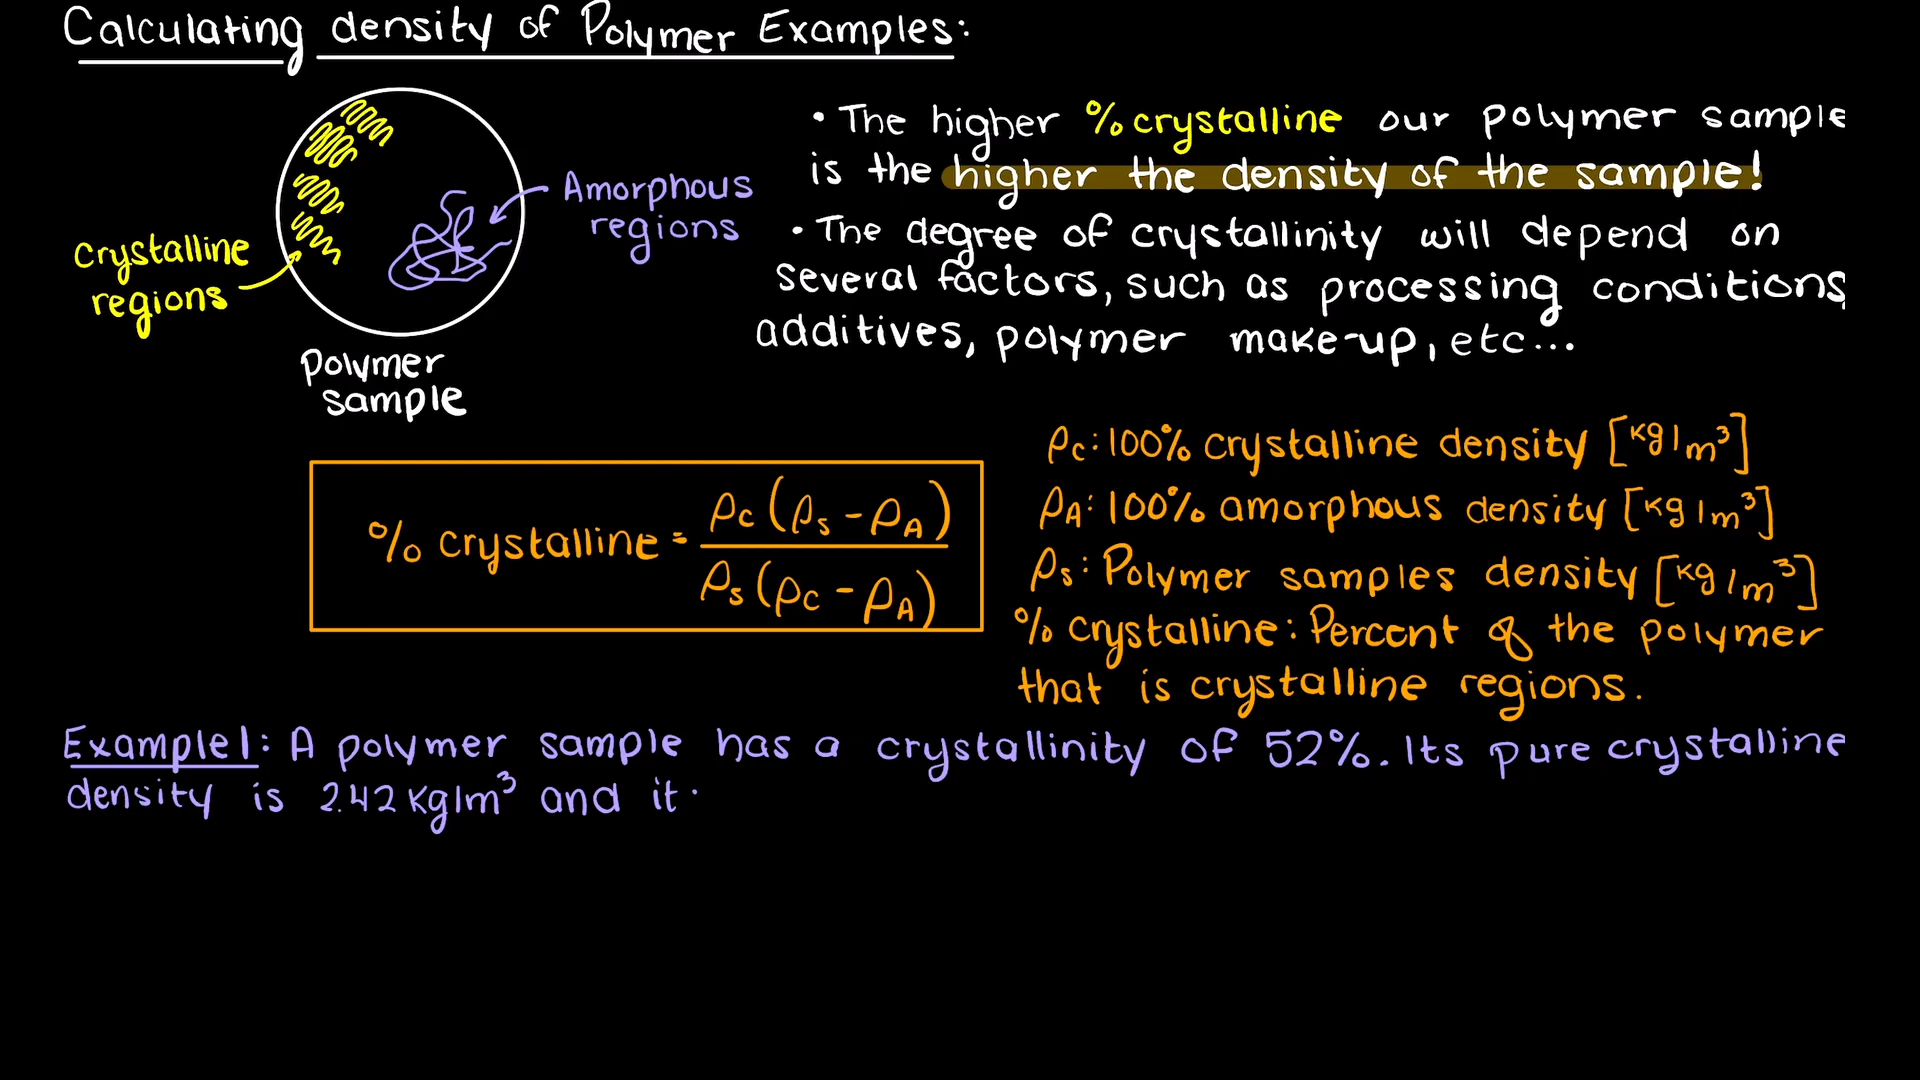 Calculating density of Polymer Examples:
• The higher % crystalline our polymer sample
is the higher the density of the sample!
Amorphous
regions
• The degree of crystallinity will depend on
several factors, such as processing conditions,
additives, polymer make-up, etc...
Crystalline
regions
Polymer
sample
ρc: 100% crystalline density [kg/m³]
ρA: 100% amorphous density [kg/m³]
ρs: Polymer samples density [kg/m³]
% crystalline: Percent of the polymer
that is crystalline regions.
% crystalline = ρc(ρs - ρA) / ρs(ρc - ρA)
Example 1: A polymer sample has a crystallinity of 52%. Its pure crystalline
density is 2.42 kg/m³ and it